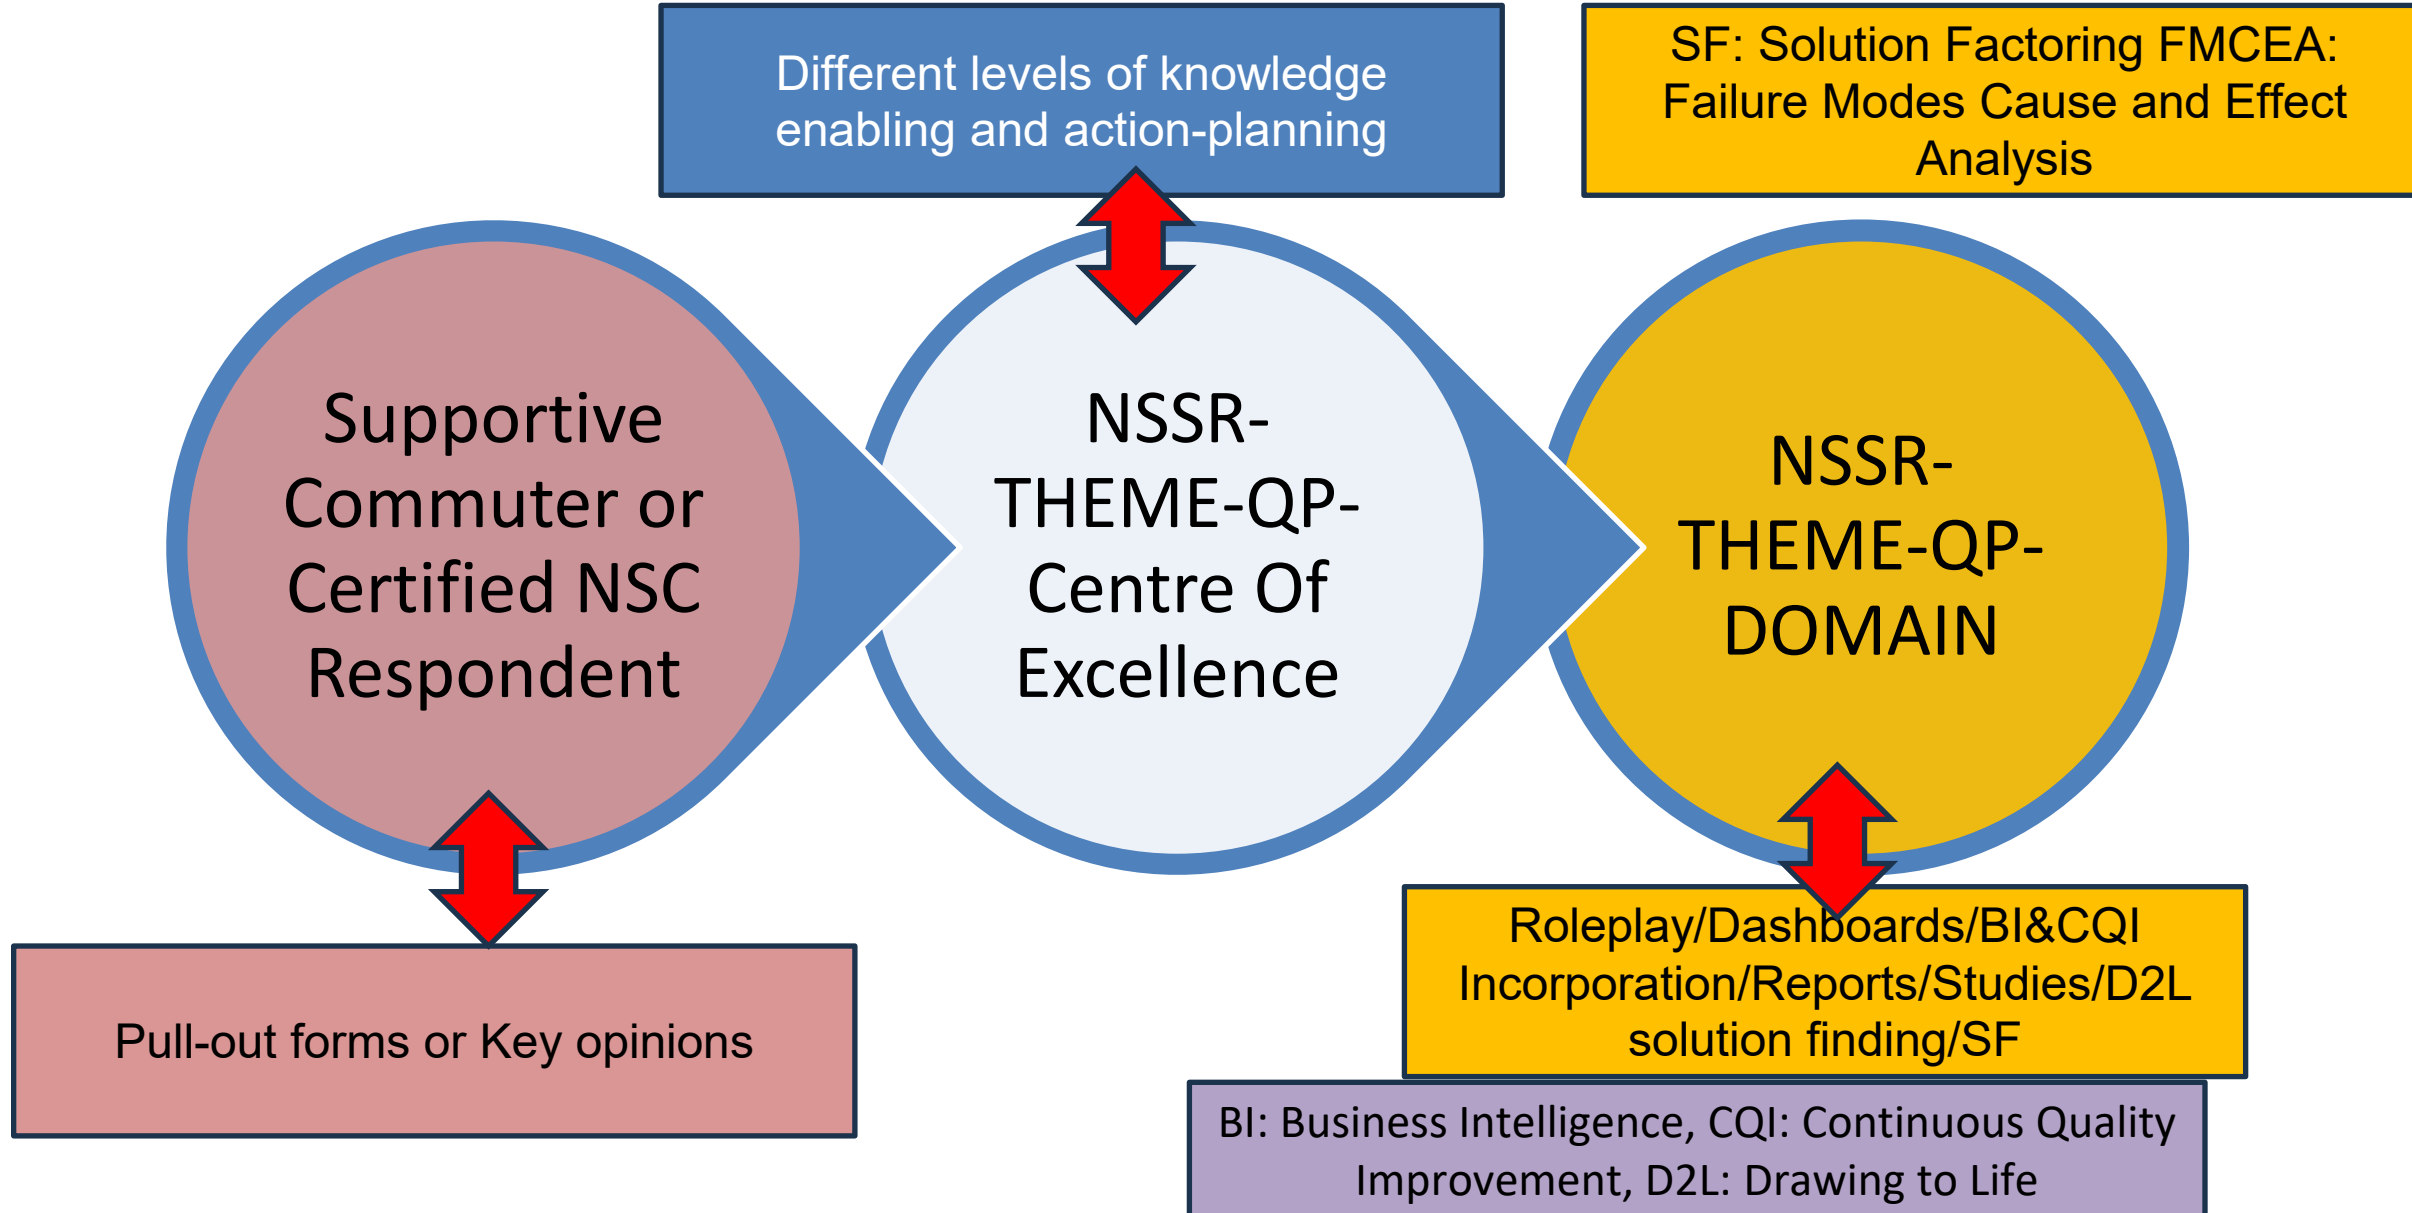 Different levels of knowledge
enabling and action-planning
SF: Solution Factoring FMCEA:
Failure Modes Cause and Effect
Analysis
Supportive
Commuter or
Certified NSC
Respondent
NSSR-
THEME-QP-
Centre Of
Excellence
NSSR-
THEME-QP-
DOMAIN
Pull-out forms or Key opinions
Roleplay/Dashboards/BI&CQI
Incorporation/Reports/Studies/D2L
solution finding/SF
BI: Business Intelligence, CQI: Continuous Quality
Improvement, D2L: Drawing to Life